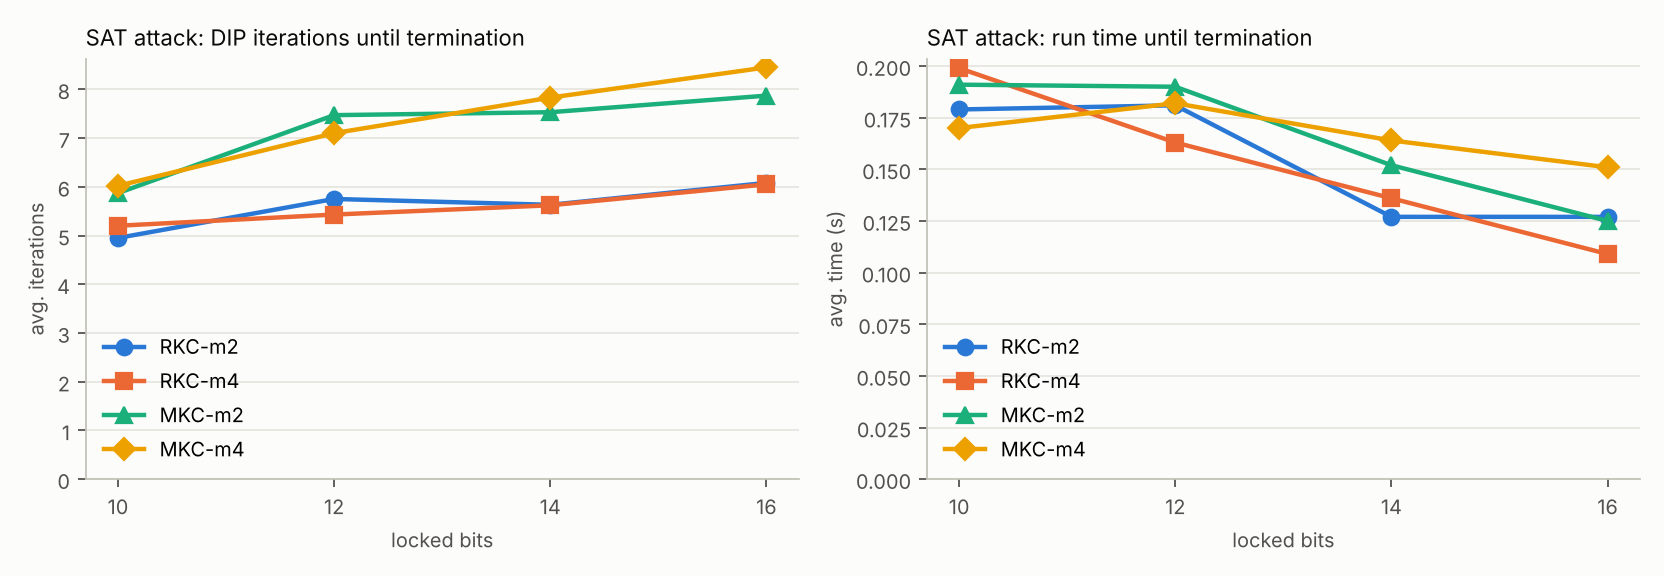 SAT attack: DIP iterations until termination
avg. iterations
8
7
6
5
4
3
2
1
0
RKC-m2
RKC-m4
MKC-m2
MKC-m4
10 12 14 16
locked bits
SAT attack: run time until termination
avg. time (s)
0.200
0.175
0.150
0.125
0.100
0.075
0.050
0.025
0.000
RKC-m2
RKC-m4
MKC-m2
MKC-m4
10 12 14 16
locked bits